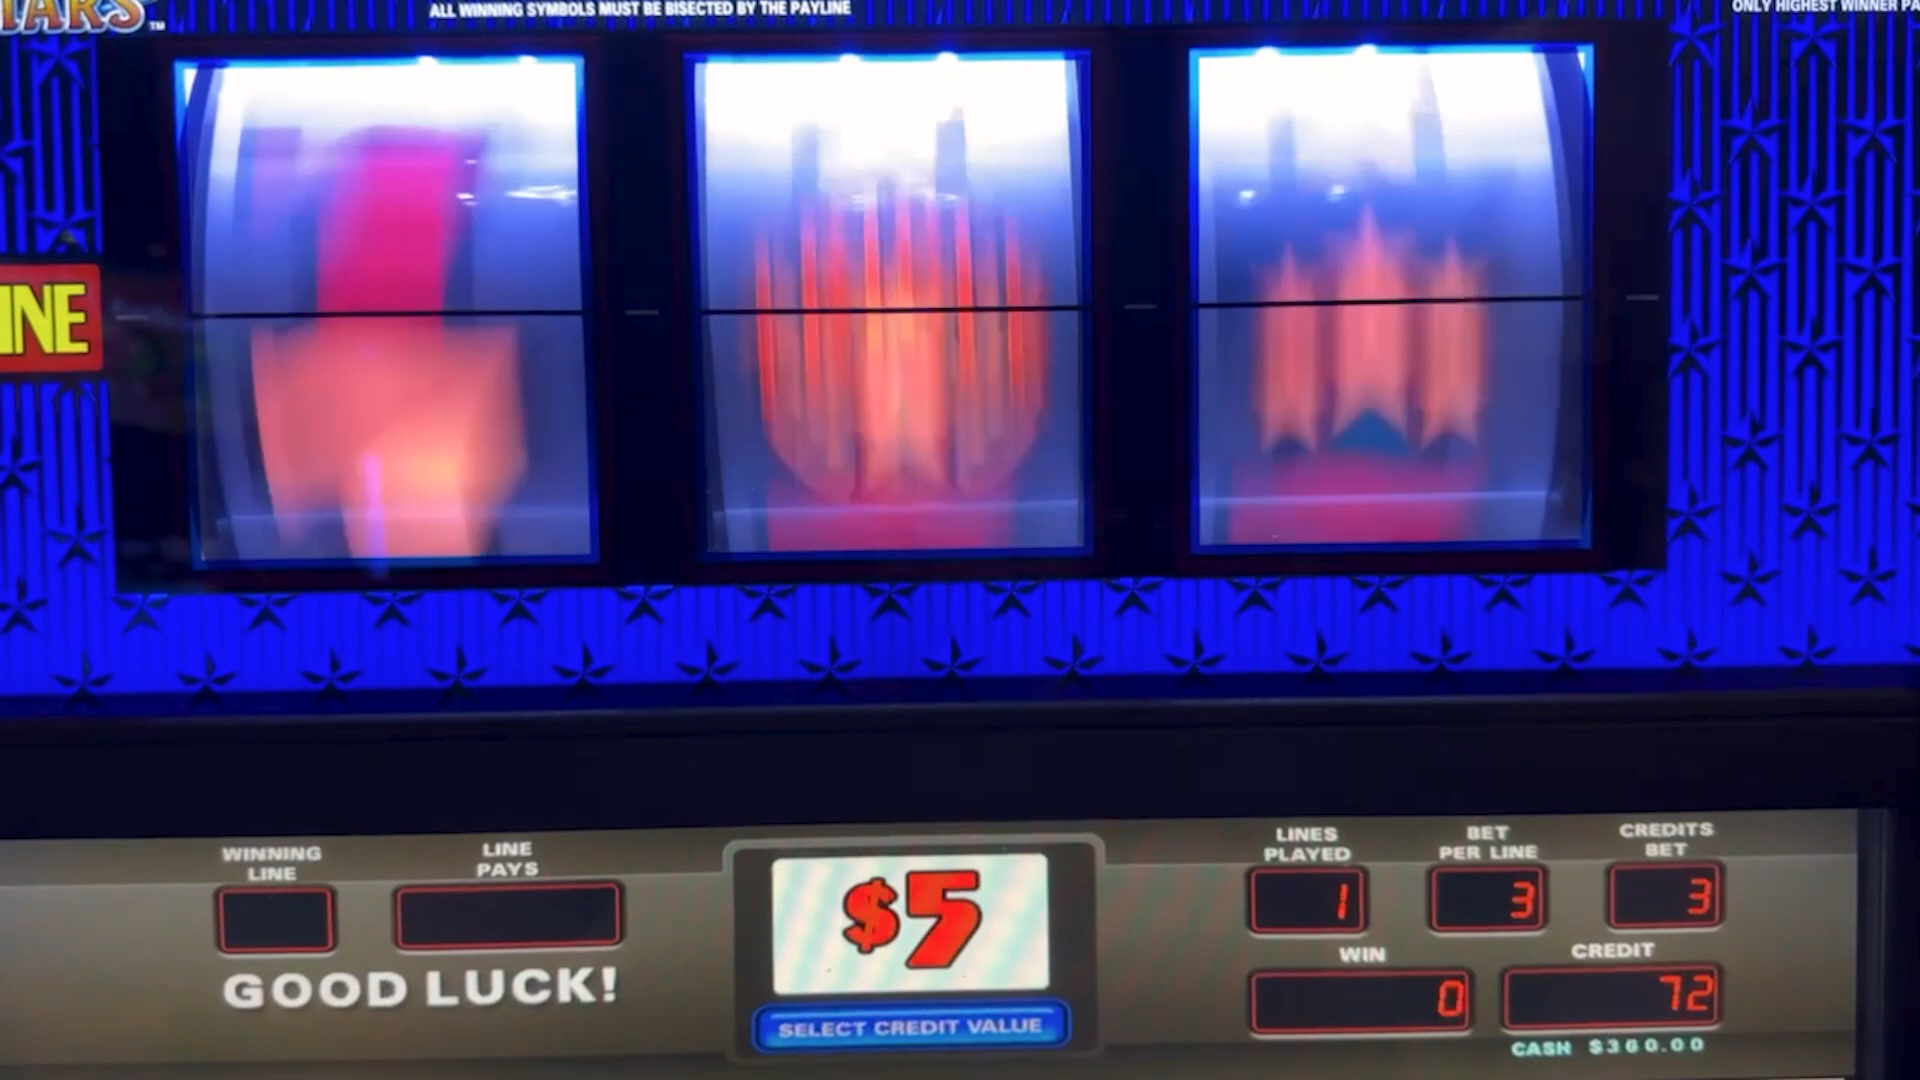 ALL WINNING SYMBOLS MUST BE BISECTED BY THE PAYLINE
WINNING LINE
LINE PAYS
GOOD LUCK!
$5
SELECT CREDIT VALUE
LINES PLAYED
1
BET PER LINE
3
CREDITS BET
3
WIN
0
CREDIT
72
CASH $360.00
ONLY HIGHEST WINNER